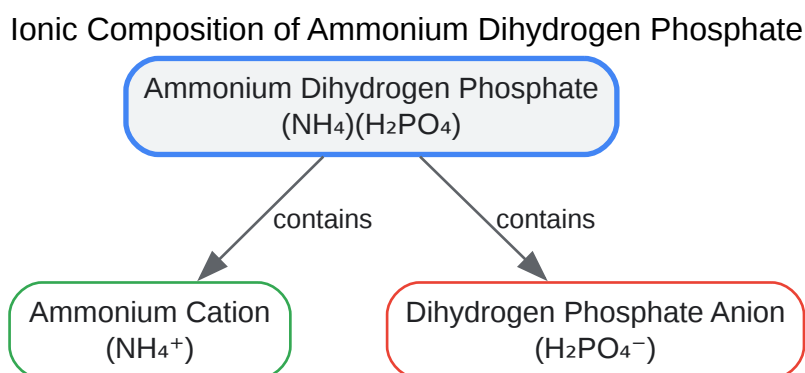 Ionic Composition of Ammonium Dihydrogen Phosphate
Ammonium Dihydrogen Phosphate
(NH₄)(H₂PO₄)
contains
contains
Ammonium Cation
(NH₄⁺)
Dihydrogen Phosphate Anion
(H₂PO₄⁻)